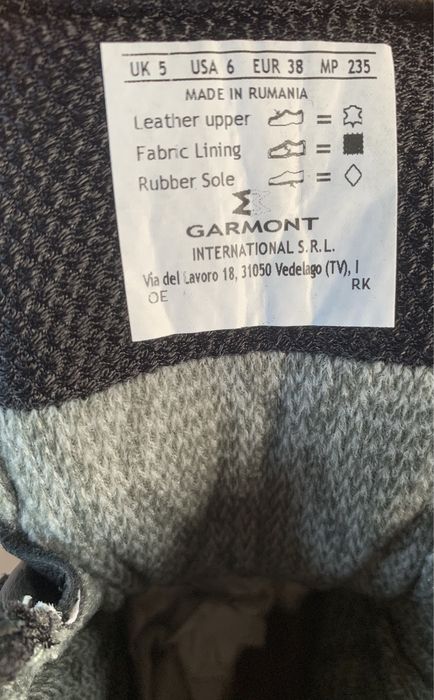 UK 5 USA 6 EUR 38 MP 235
MADE IN RUMANIA
Leather upper =
Fabric Lining =
Rubber Sole =
GARMONT
INTERNATIONAL S.R.L.
Via del Lavoro 18, 31050 Vedelago (TV), I
OE RK